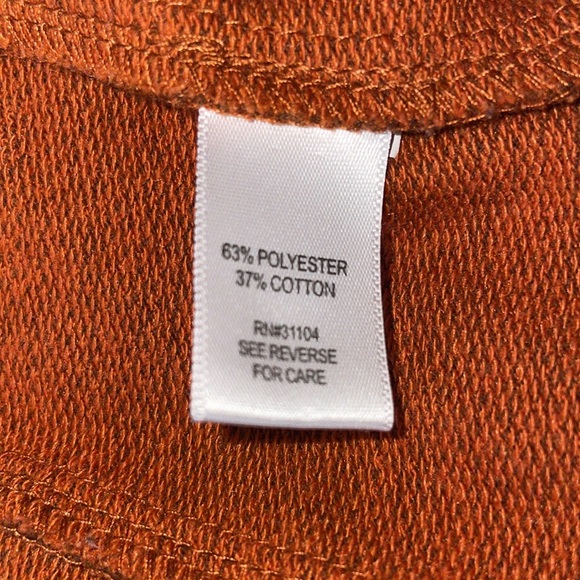 63% POLYESTER
37% COTTON
RN#31104
SEE REVERSE
FOR CARE